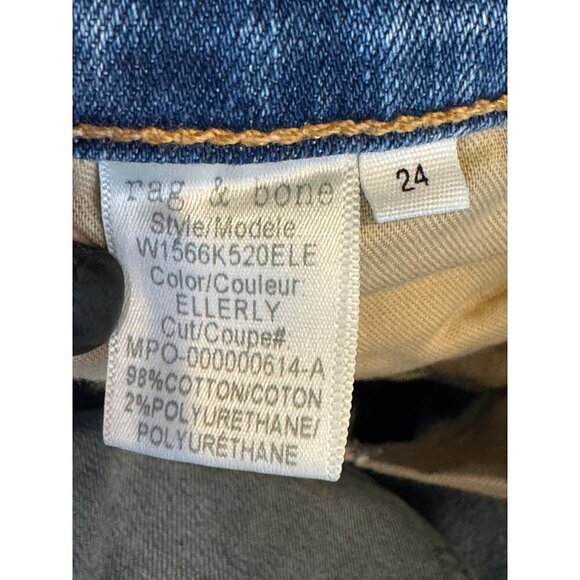 rag & bone
Style/Modele
W1566K520ELE
Color/Couleur
ELLERLY
Cut/Coupe#
MPO-000000614-A
98%COTTON/COTON
2%POLYURETHANE/
POLYURETHANE
24